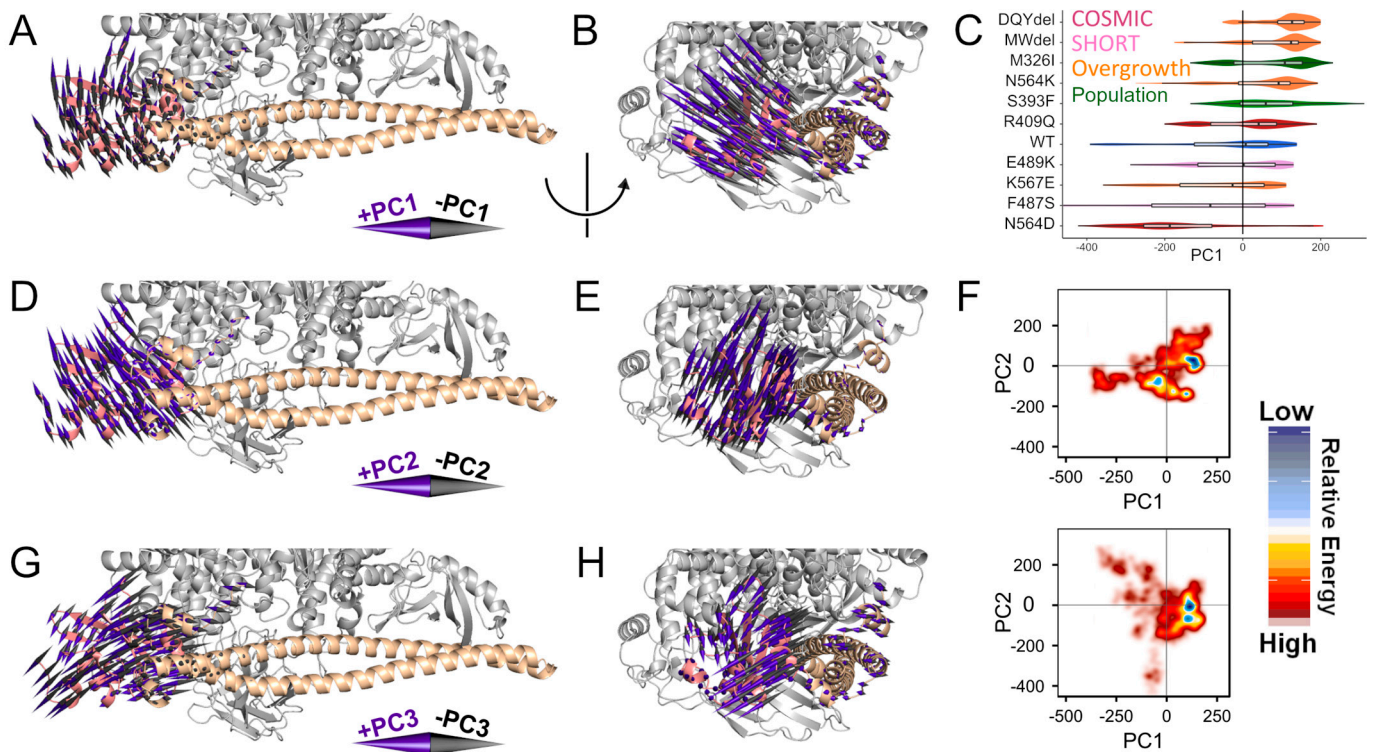 A
+PC1 -PC1
B
C
COSMIC
SHORT
Overgrowth
Population
DQYdel
MWdel
M326I
N564K
S393F
R409Q
WT
E489K
K567E
F487S
N564D
-400 -200 0 200
PC1
D
+PC2 -PC2
E
F
PC2
200
0
-200
-400
-500 -250 0 250
PC1
PC2
200
0
-200
-400
-500 -250 0 250
PC1
Low
Relative Energy
High
G
+PC3 -PC3
H